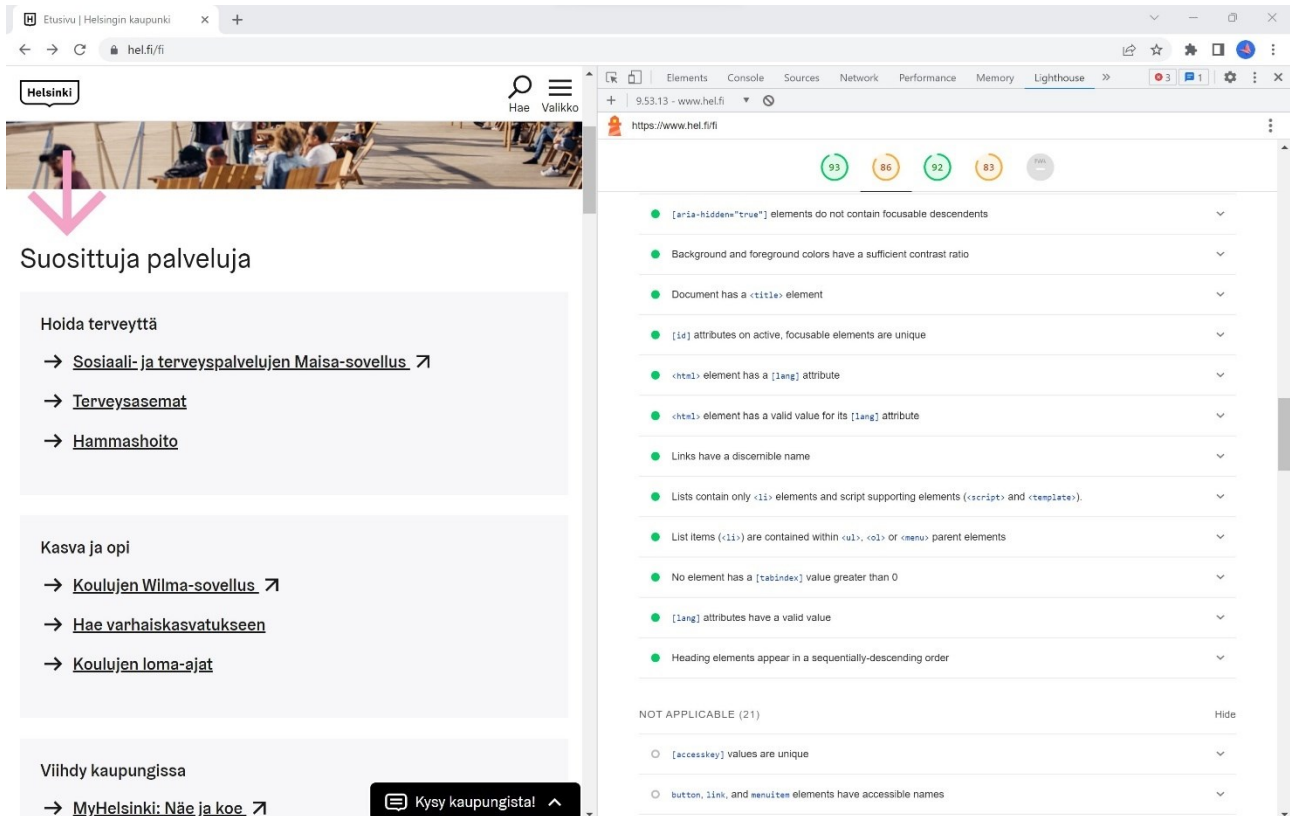 Etusivu | Helsingin kaupunki
hel.fi/fi
Helsinki
Hae Valikko
Suosittuja palveluja
Hoida terveyttä
Sosiaali- ja terveyspalvelujen Maisa-sovellus
Terveysasemat
Hammashoito
Kasva ja opi
Koulujen Wilma-sovellus
Hae varhaiskasvatukseen
Koulujen loma-ajat
Viihdy kaupungissa
MyHelsinki: Näe ja koe
Kysy kaupungista!
Elements Console Sources Network Performance Memory Lighthouse » 3 1
+ 9.53.13 - www.hel.fi
https://www.hel.fi/fi
93 86 92 83
[aria-hidden="true"] elements do not contain focusable descendents
Background and foreground colors have a sufficient contrast ratio
Document has a <title> element
[id] attributes on active, focusable elements are unique
<html> element has a [lang] attribute
<html> element has a valid value for its [lang] attribute
Links have a discernible name
Lists contain only <li> elements and script supporting elements (<script> and <template>).
List items (<li>) are contained within <ul>, <ol> or <menu> parent elements
No element has a [tabindex] value greater than 0
[lang] attributes have a valid value
Heading elements appear in a sequentially-descending order
NOT APPLICABLE (21) Hide
[accesskey] values are unique
button, link, and menuitem elements have accessible names